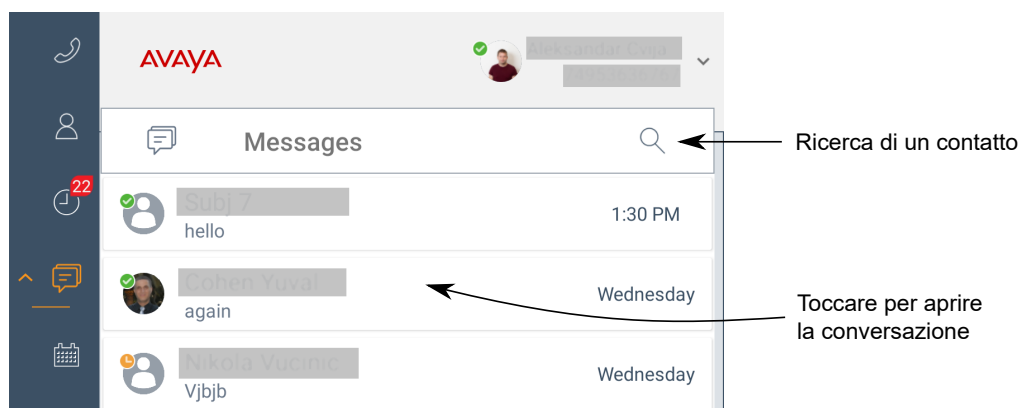 AVAYA
22
Messages
Ricerca di un contatto
1:30 PM
hello
Wednesday
again
Toccare per aprire
la conversazione
Wednesday
Vjbjb